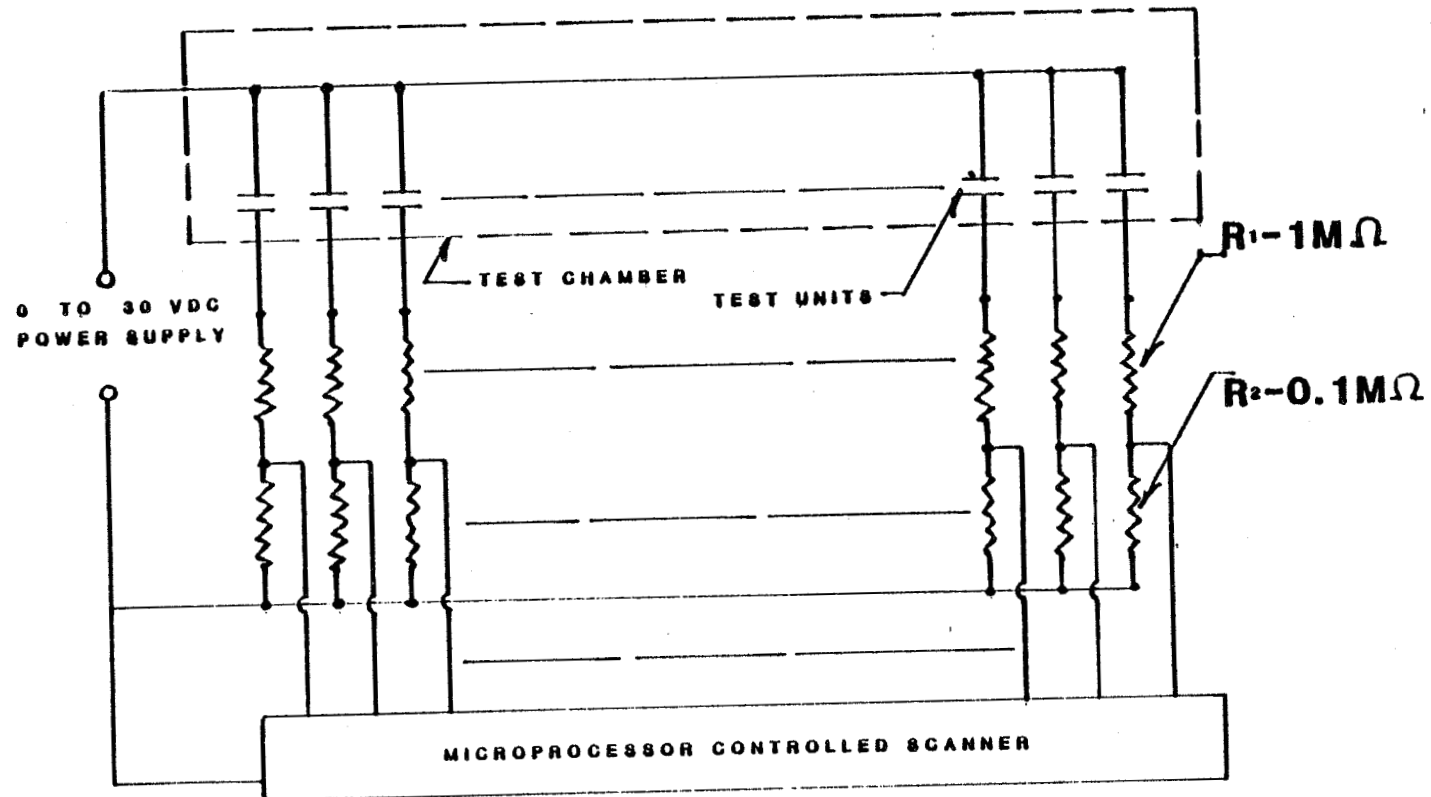 TEST CHAMBER
TEST UNITS
R1-1MΩ
0 TO 30 VDC
POWER SUPPLY
R2-0.1MΩ
MICROPROCESSOR CONTROLLED SCANNER